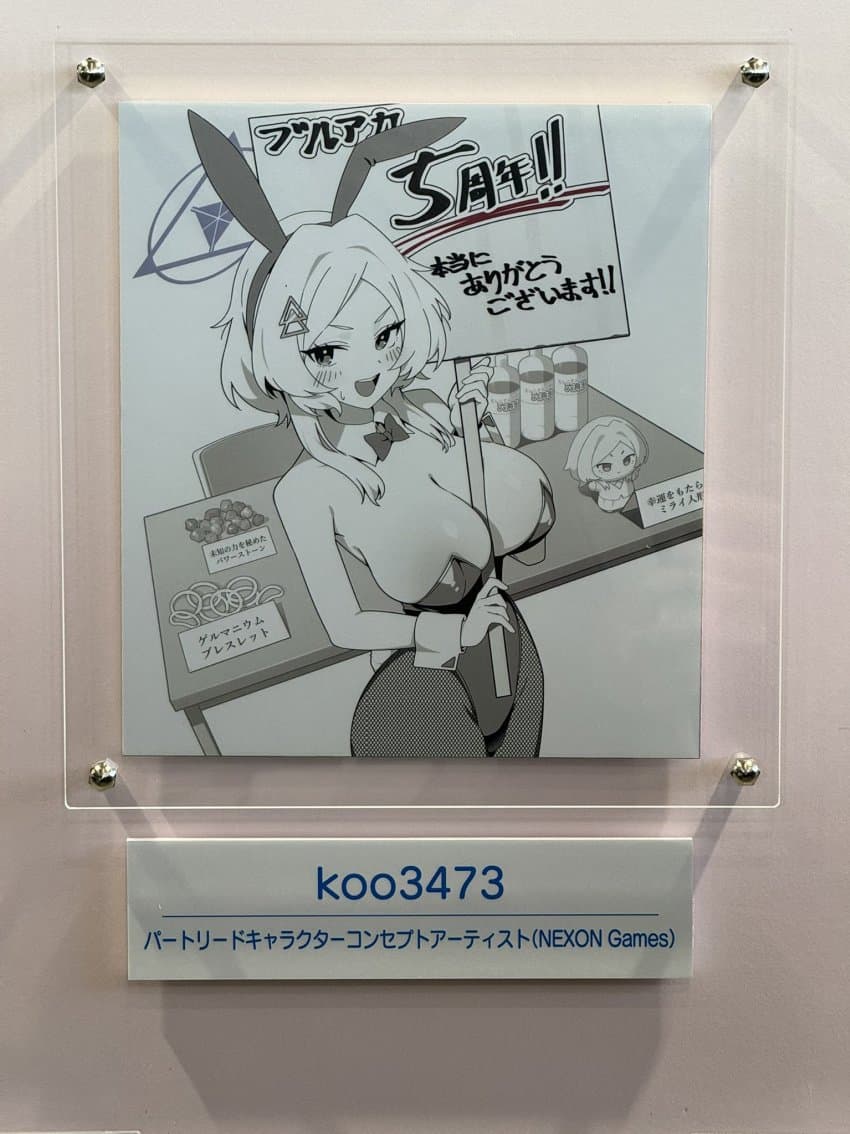 ブルアカ
5周年!!
本当に
ありがとう
ございます!!
未知の力を秘めた
パワーストーン
ゲルマニウム
ブレスレット
幸運をもたら
ミライ人形
koo3473
パートリードキャラクターコンセプトアーティスト(NEXON Games)